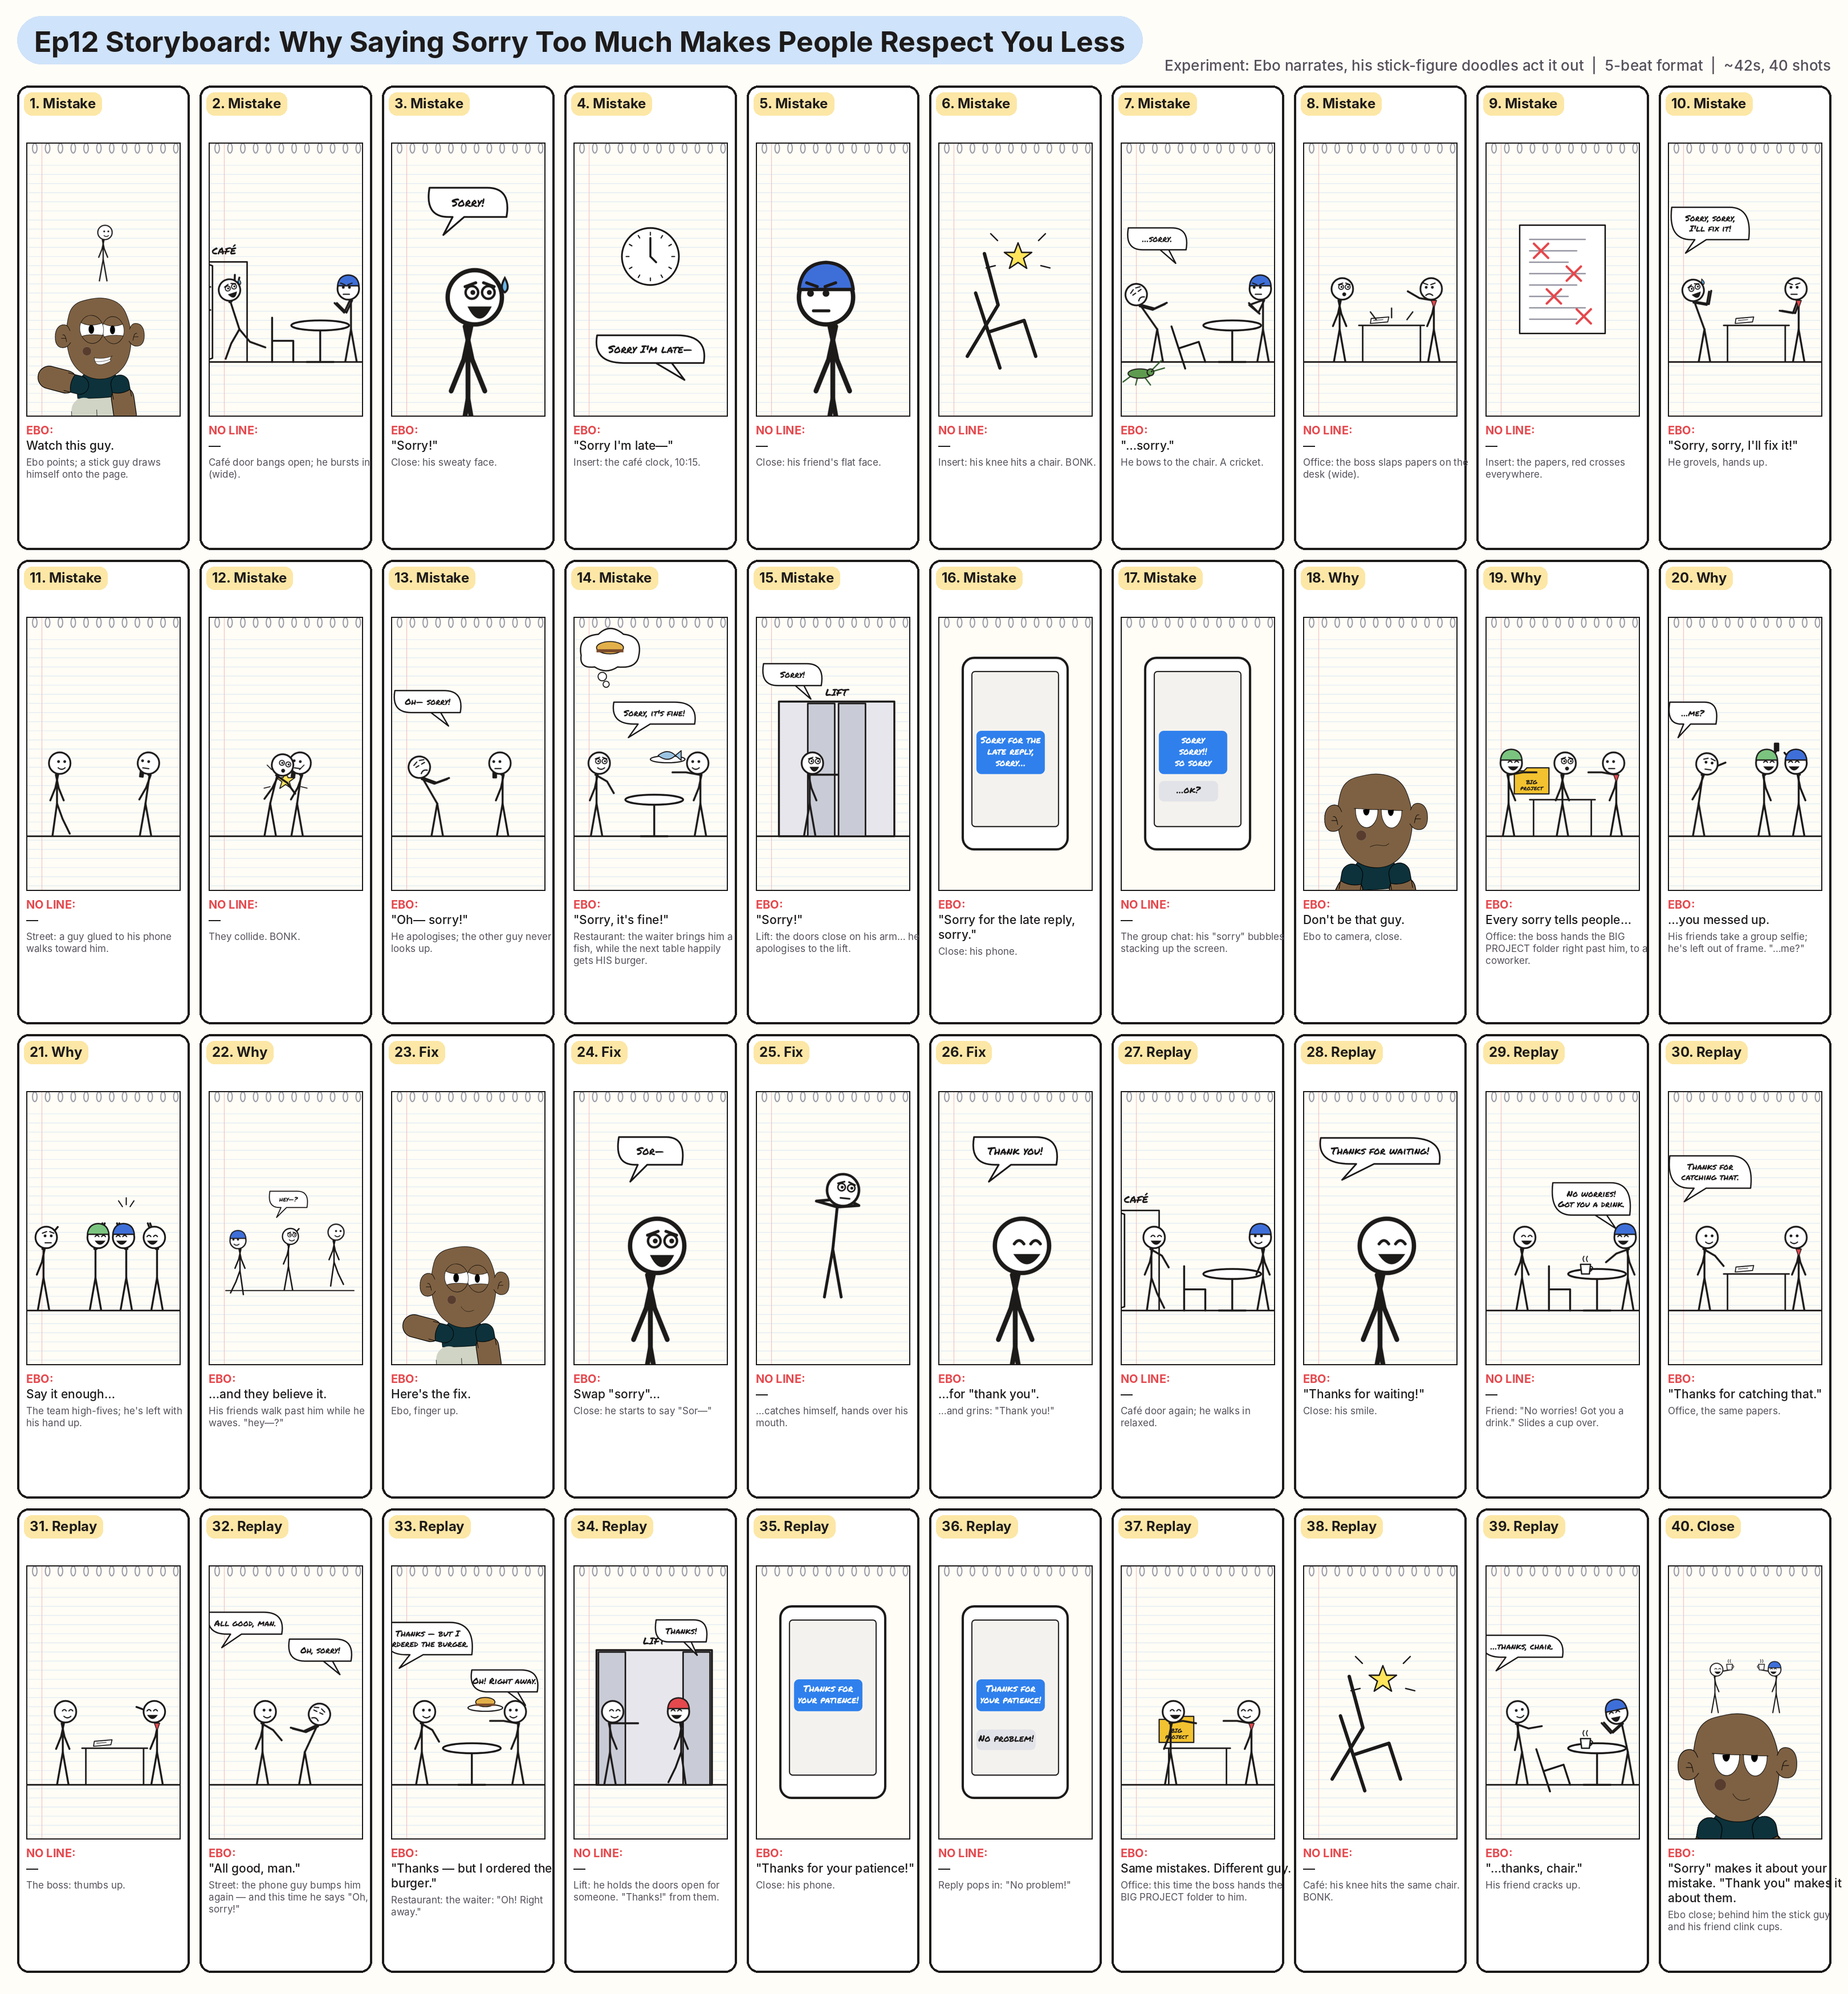 Ep12 Storyboard: Why Saying Sorry Too Much Makes People Respect You Less
Experiment: Ebo narrates, his stick-figure doodles act it out | 5-beat format | ~42s, 40 shots
1. Mistake
EBO:
Watch this guy.
Ebo points; a stick guy draws
himself onto the page.
2. Mistake
CAFÉ
NO LINE:
—
Café door bangs open; he bursts in
(wide).
3. Mistake
SORRY!
EBO:
"Sorry!"
Close: his sweaty face.
4. Mistake
SORRY I'M LATE—
EBO:
"Sorry I'm late—"
Insert: the café clock, 10:15.
5. Mistake
NO LINE:
—
Close: his friend's flat face.
6. Mistake
NO LINE:
—
Insert: his knee hits a chair. BONK.
7. Mistake
...SORRY.
EBO:
"...sorry."
He bows to the chair. A cricket.
8. Mistake
NO LINE:
—
Office: the boss slaps papers on the
desk (wide).
9. Mistake
NO LINE:
—
Insert: the papers, red crosses
everywhere.
10. Mistake
SORRY, SORRY,
I'LL FIX IT!
EBO:
"Sorry, sorry, I'll fix it!"
He grovels, hands up.
11. Mistake
NO LINE:
—
Street: a guy glued to his phone
walks toward him.
12. Mistake
NO LINE:
—
They collide. BONK.
13. Mistake
OH— SORRY!
EBO:
"Oh— sorry!"
He apologises; the other guy never
looks up.
14. Mistake
SORRY, IT'S FINE!
EBO:
"Sorry, it's fine!"
Restaurant: the waiter brings him a
fish, while the next table happily
gets HIS burger.
15. Mistake
SORRY!
LIFT
EBO:
"Sorry!"
Lift: the doors close on his arm... he
apologises to the lift.
16. Mistake
SORRY FOR THE
LATE REPLY,
SORRY...
EBO:
"Sorry for the late reply,
sorry."
Close: his phone.
17. Mistake
SORRY
SORRY!!
SO SORRY
...OK?
NO LINE:
—
The group chat: his "sorry" bubbles
stacking up the screen.
18. Why
EBO:
Don't be that guy.
Ebo to camera, close.
19. Why
BIG
PROJECT
EBO:
Every sorry tells people...
Office: the boss hands the BIG
PROJECT folder right past him, to a
coworker.
20. Why
...ME?
EBO:
...you messed up.
His friends take a group selfie;
he's left out of frame. "...me?"
21. Why
EBO:
Say it enough...
The team high-fives; he's left with
his hand up.
22. Why
HEY—?
EBO:
...and they believe it.
His friends walk past him while he
waves. "hey—?"
23. Fix
EBO:
Here's the fix.
Ebo, finger up.
24. Fix
SOR—
EBO:
Swap "sorry"...
Close: he starts to say "Sor—"
25. Fix
NO LINE:
—
...catches himself, hands over his
mouth.
26. Fix
THANK YOU!
EBO:
...for "thank you".
...and grins: "Thank you!"
27. Replay
CAFÉ
NO LINE:
—
Café door again; he walks in
relaxed.
28. Replay
THANKS FOR WAITING!
EBO:
"Thanks for waiting!"
Close: his smile.
29. Replay
NO WORRIES!
GOT YOU A DRINK.
NO LINE:
—
Friend: "No worries! Got you a
drink." Slides a cup over.
30. Replay
THANKS FOR
CATCHING THAT.
EBO:
"Thanks for catching that."
Office, the same papers.
31. Replay
NO LINE:
—
The boss: thumbs up.
32. Replay
ALL GOOD, MAN.
OH, SORRY!
EBO:
"All good, man."
Street: the phone guy bumps him
again — and this time he says "Oh,
sorry!"
33. Replay
THANKS — BUT I
RDERED THE BURGER.
OH! RIGHT AWAY.
EBO:
"Thanks — but I ordered the
burger."
Restaurant: the waiter: "Oh! Right
away."
34. Replay
THANKS!
LIFT
NO LINE:
—
Lift: he holds the doors open for
someone. "Thanks!" from them.
35. Replay
THANKS FOR
YOUR PATIENCE!
EBO:
"Thanks for your patience!"
Close: his phone.
36. Replay
THANKS FOR
YOUR PATIENCE!
NO PROBLEM!
NO LINE:
—
Reply pops in: "No problem!"
37. Replay
BIG
PROJECT
EBO:
Same mistakes. Different guy.
Office: this time the boss hands the
BIG PROJECT folder to him.
38. Replay
NO LINE:
—
Café: his knee hits the same chair.
BONK.
39. Replay
...THANKS, CHAIR.
EBO:
"...thanks, chair."
His friend cracks up.
40. Close
EBO:
"Sorry" makes it about your
mistake. "Thank you" makes it
about them.
Ebo close; behind him the stick guy
and his friend clink cups.